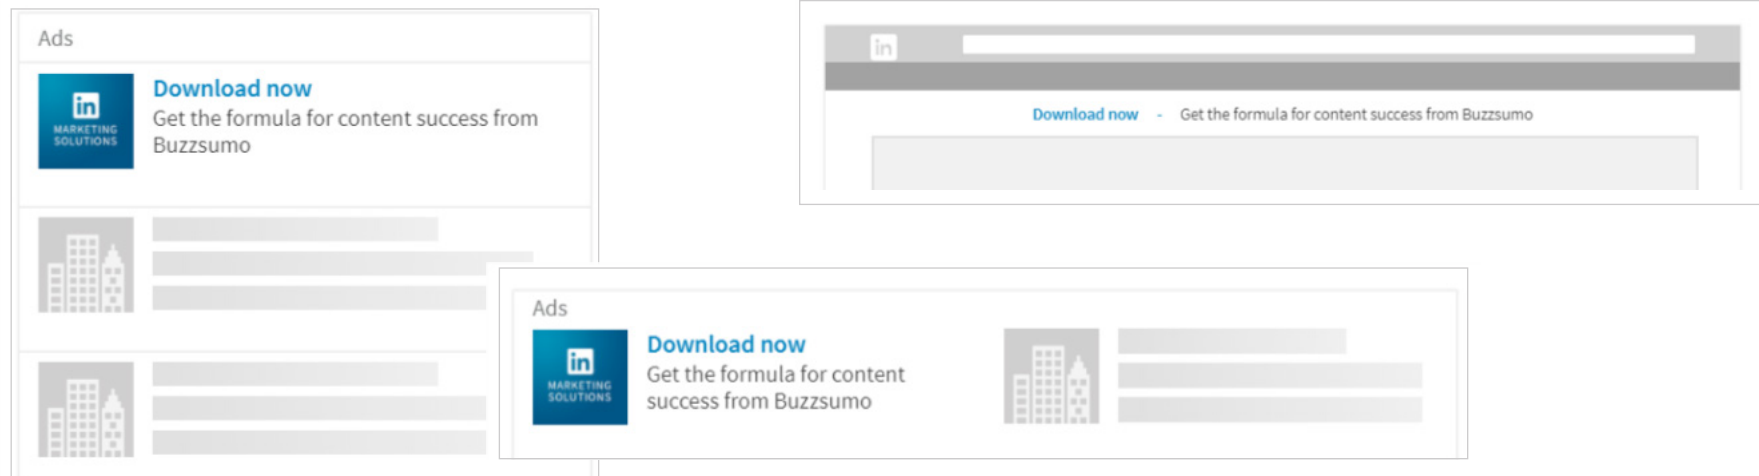 Ads
in
MARKETING
SOLUTIONS
Download now
Get the formula for content success from
Buzzsumo
in
Download now - Get the formula for content success from Buzzsumo
Ads
in
MARKETING
SOLUTIONS
Download now
Get the formula for content
success from Buzzsumo